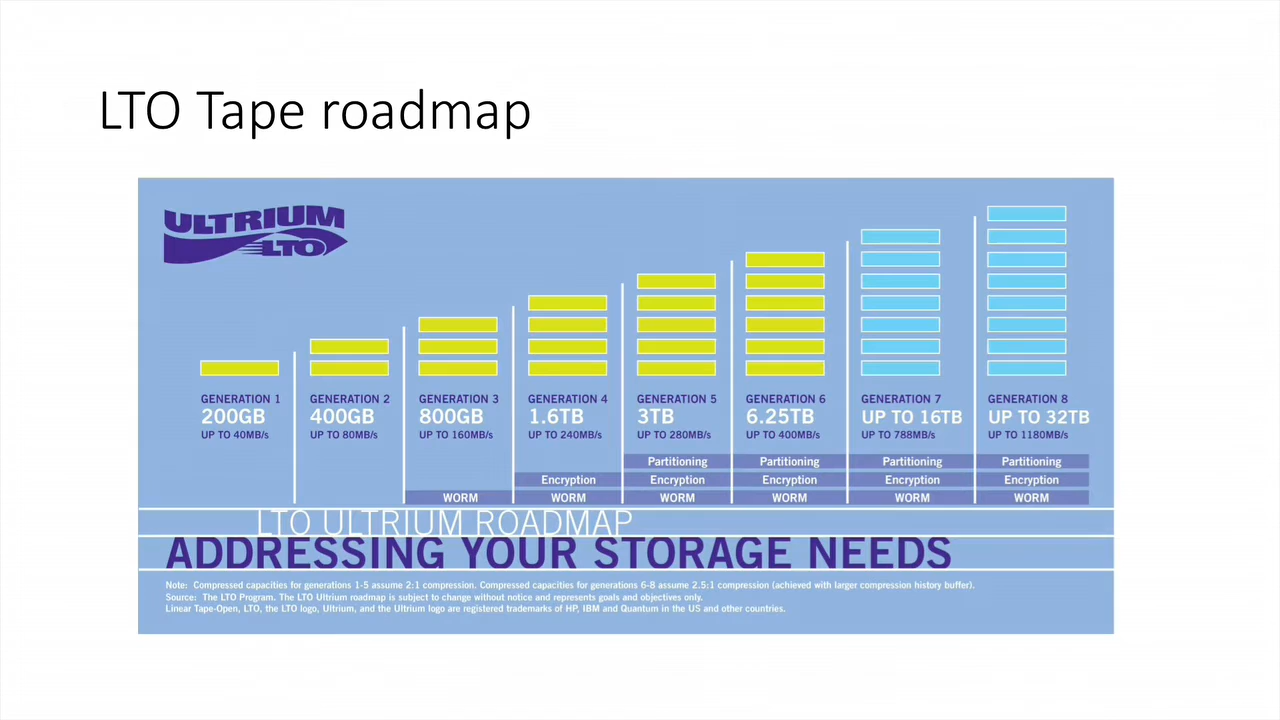 LTO Tape roadmap
ULTRIUM
LTO
GENERATION 1
200GB
UP TO 40MB/s
GENERATION 2
400GB
UP TO 80MB/s
GENERATION 3
800GB
UP TO 160MB/s
WORM
GENERATION 4
1.6TB
UP TO 240MB/s
Encryption
WORM
GENERATION 5
3TB
UP TO 280MB/s
Partitioning
Encryption
WORM
GENERATION 6
6.25TB
UP TO 400MB/s
Partitioning
Encryption
WORM
GENERATION 7
UP TO 16TB
UP TO 788MB/s
Partitioning
Encryption
WORM
GENERATION 8
UP TO 32TB
UP TO 1180MB/s
Partitioning
Encryption
WORM
LTO ULTRIUM ROADMAP
ADDRESSING YOUR STORAGE NEEDS
Note: Compressed capacities for generations 1-5 assume 2:1 compression. Compressed capacities for generations 6-8 assume 2.5:1 compression (achieved with larger compression history buffer).
Source: The LTO Program. The LTO Ultrium roadmap is subject to change without notice and represents goals and objectives only.
Linear Tape-Open, LTO, the LTO logo, Ultrium, and the Ultrium logo are registered trademarks of HP, IBM and Quantum in the US and other countries.